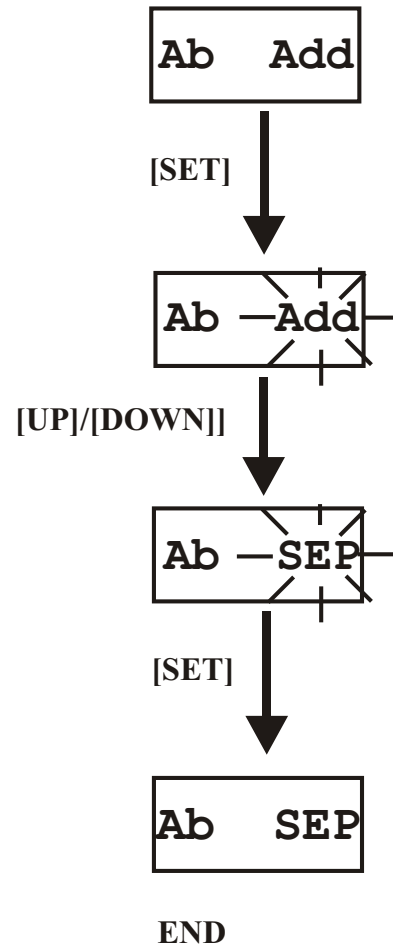 Ab Add
[SET]
Ab Add
[UP]/[DOWN]]
Ab SEP
[SET]
Ab SEP
END